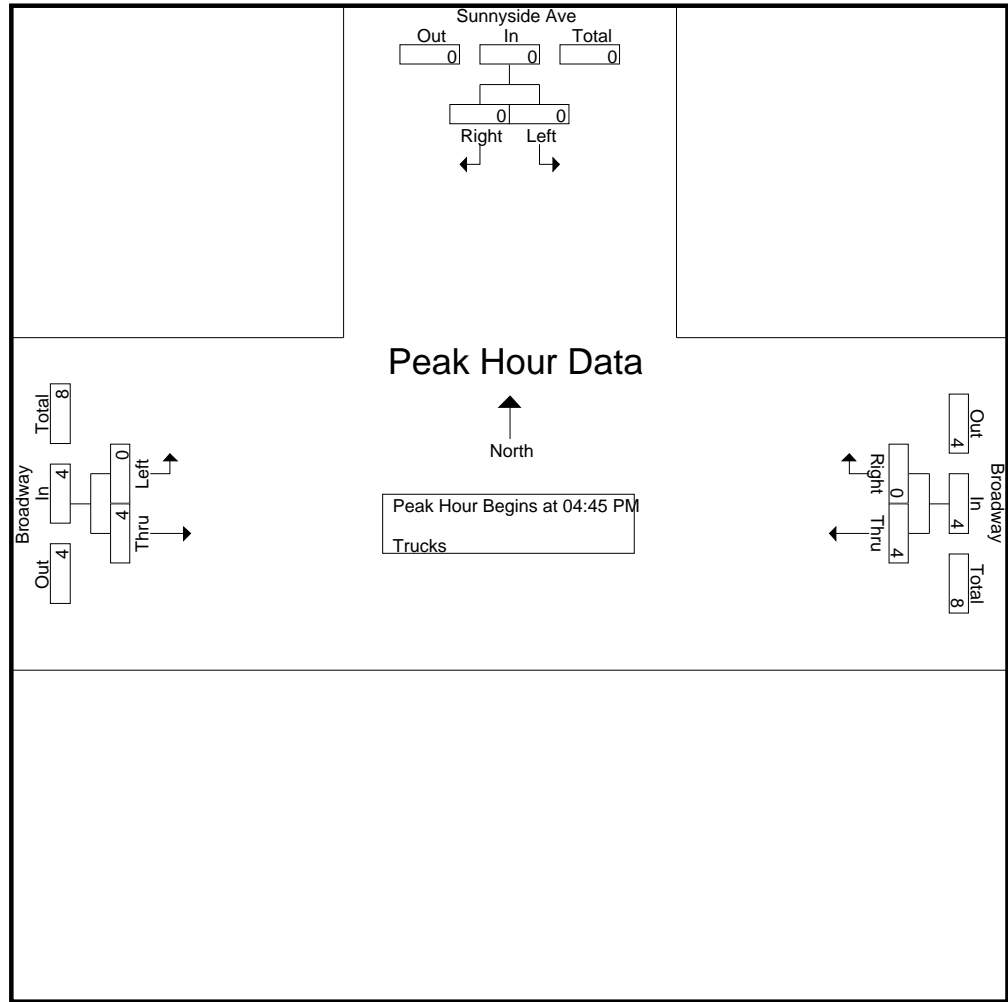 Sunnyside Ave
Out In Total
0 0 0
0 0
Right Left
Peak Hour Data
North
Peak Hour Begins at 04:45 PM
Trucks
Broadway
Out In Total
4 4 8
Left Thru
0 4
Broadway
Out In Total
4 4 8
Right Thru
0 4